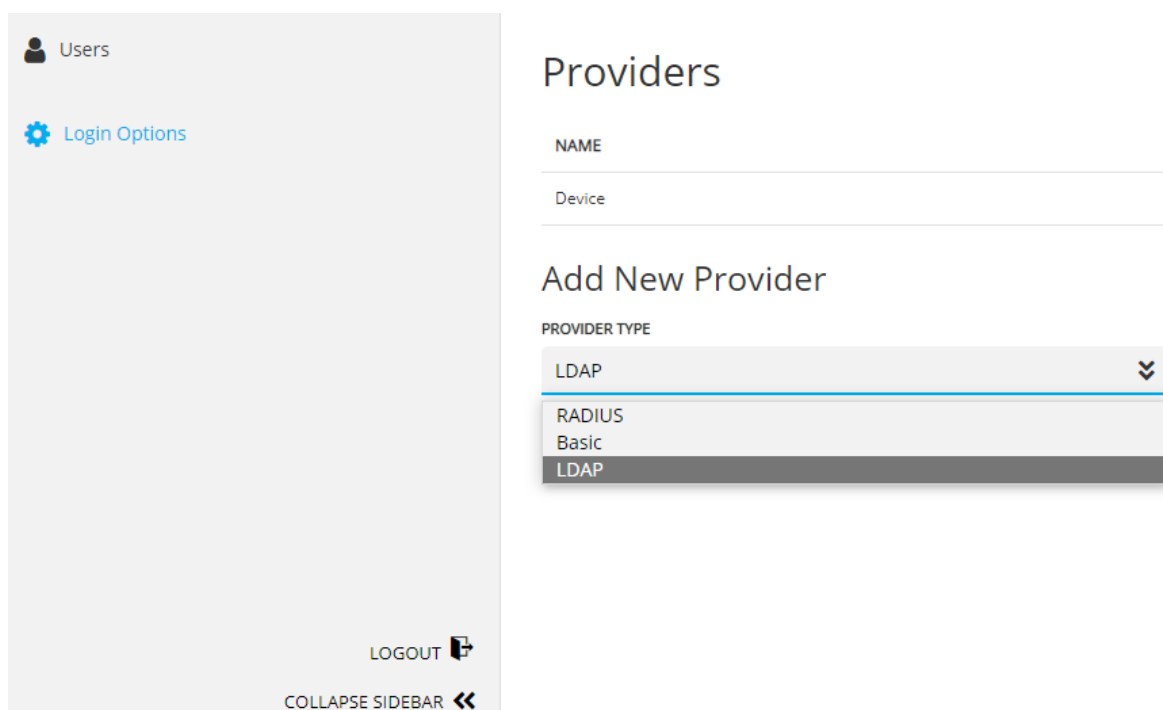 Users
Login Options
LOGOUT
COLLAPSE SIDEBAR
Providers
NAME
Device
Add New Provider
PROVIDER TYPE
LDAP
RADIUS
Basic
LDAP